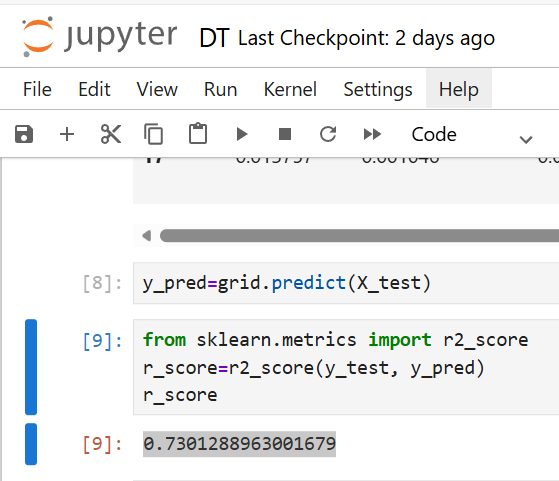 jupyter DT Last Checkpoint: 2 days ago
File Edit View Run Kernel Settings Help
Code
[8]: y_pred=grid.predict(X_test)
[9]: from sklearn.metrics import r2_score
r_score=r2_score(y_test, y_pred)
r_score
[9]: 0.7301288963001679